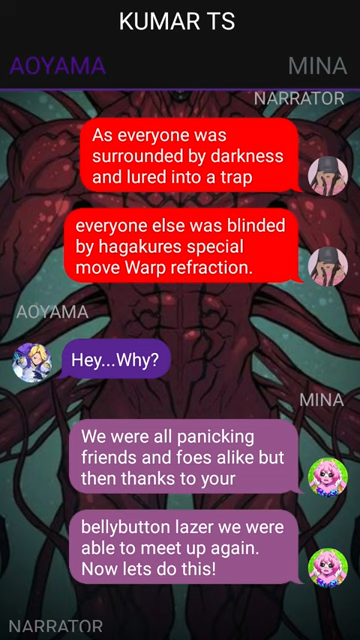 KUMAR TS
AOYAMA
MINA
NARRATOR
As everyone was
surrounded by darkness
and lured into a trap
everyone else was blinded
by hagakures special
move Warp refraction.
AOYAMA
Hey...Why?
MINA
We were all panicking
friends and foes alike but
then thanks to your
bellybutton lazer we were
able to meet up again.
Now lets do this!
NARRATOR